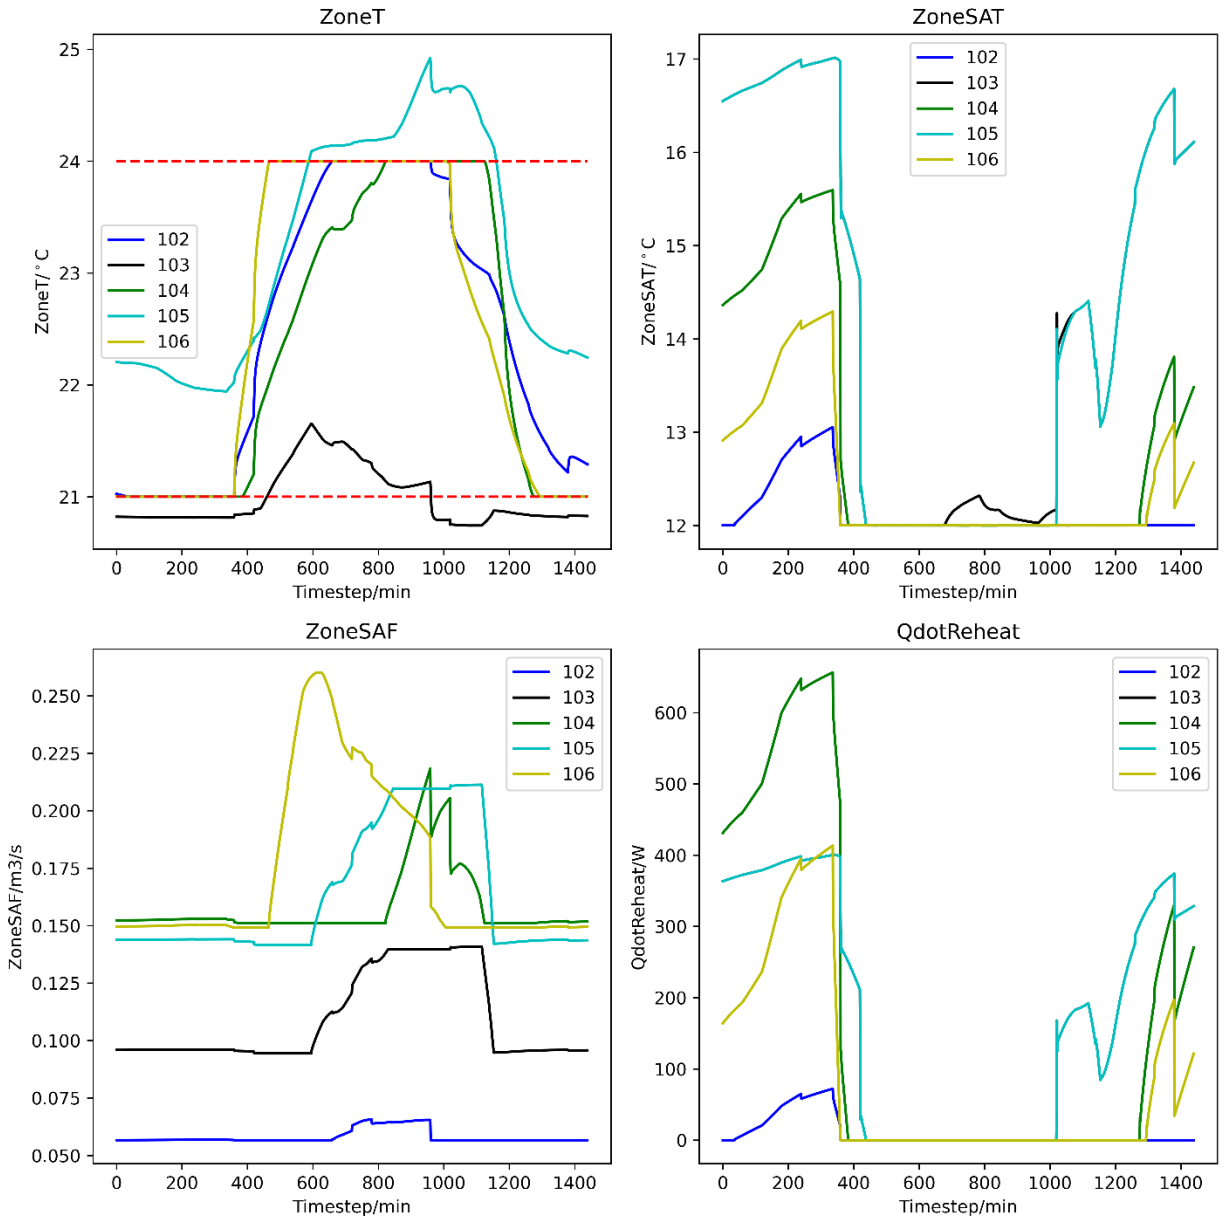 ZoneT
25
24
23
22
21
ZoneT/°C
102
103
104
105
106
0 200 400 600 800 1000 1200 1400
Timestep/min
ZoneSAT
17
16
15
14
13
12
ZoneSAT/°C
102
103
104
105
106
0 200 400 600 800 1000 1200 1400
Timestep/min
ZoneSAF
0.250
0.225
0.200
0.175
0.150
0.125
0.100
0.075
0.050
ZoneSAF/m3/s
102
103
104
105
106
0 200 400 600 800 1000 1200 1400
Timestep/min
QdotReheat
600
500
400
300
200
100
0
QdotReheat/W
102
103
104
105
106
0 200 400 600 800 1000 1200 1400
Timestep/min